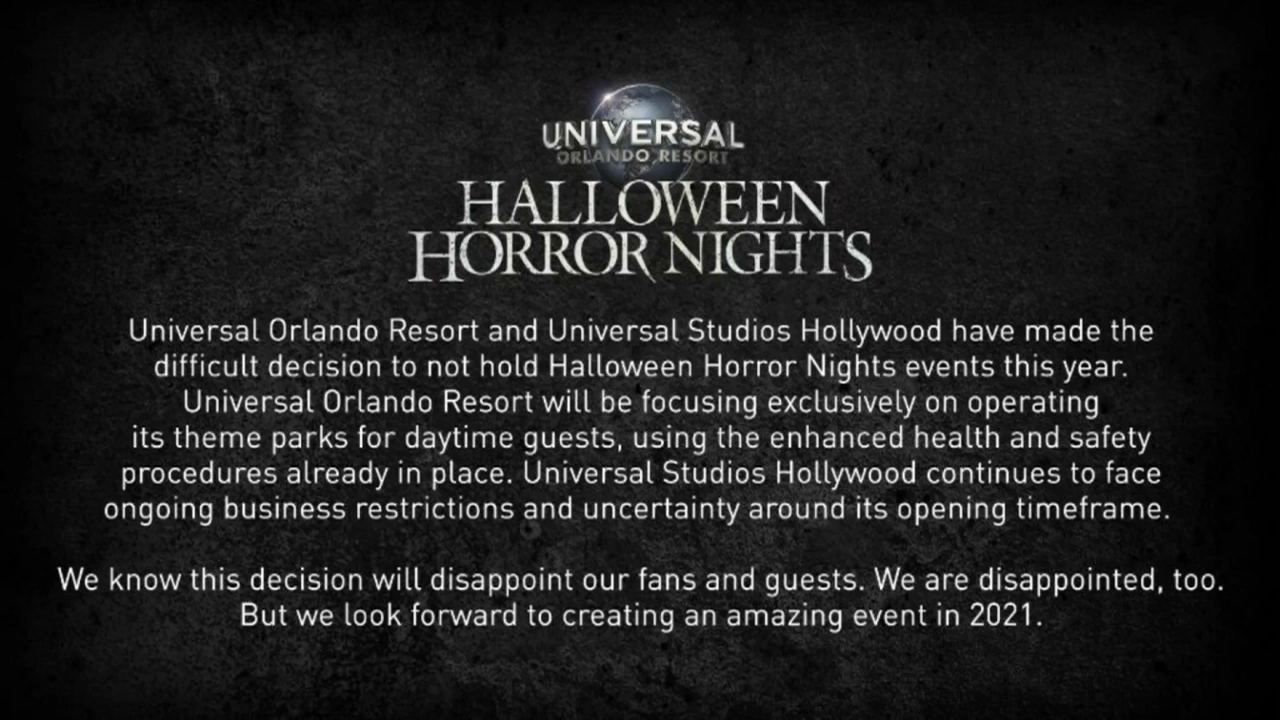 UNIVERSAL
ORLANDO RESORT
HALLOWEEN
HORROR NIGHTS
Universal Orlando Resort and Universal Studios Hollywood have made the
difficult decision to not hold Halloween Horror Nights events this year.
Universal Orlando Resort will be focusing exclusively on operating
its theme parks for daytime guests, using the enhanced health and safety
procedures already in place. Universal Studios Hollywood continues to face
ongoing business restrictions and uncertainty around its opening timeframe.
We know this decision will disappoint our fans and guests. We are disappointed, too.
But we look forward to creating an amazing event in 2021.